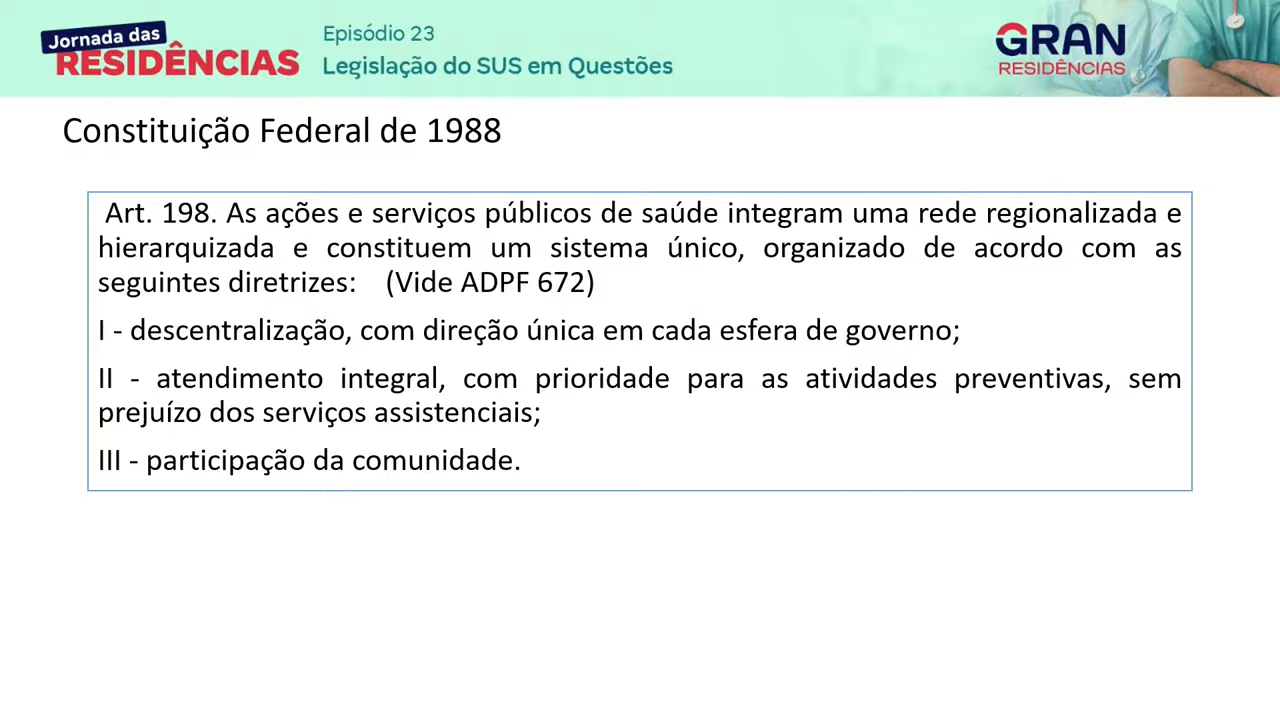 Jornada das
RESIDÊNCIAS
Episódio 23
Legislação do SUS em Questões
GRAN
RESIDÊNCIAS
Constituição Federal de 1988
Art. 198. As ações e serviços públicos de saúde integram uma rede regionalizada e
hierarquizada e constituem um sistema único, organizado de acordo com as
seguintes diretrizes: (Vide ADPF 672)
I - descentralização, com direção única em cada esfera de governo;
II - atendimento integral, com prioridade para as atividades preventivas, sem
prejuízo dos serviços assistenciais;
III - participação da comunidade.